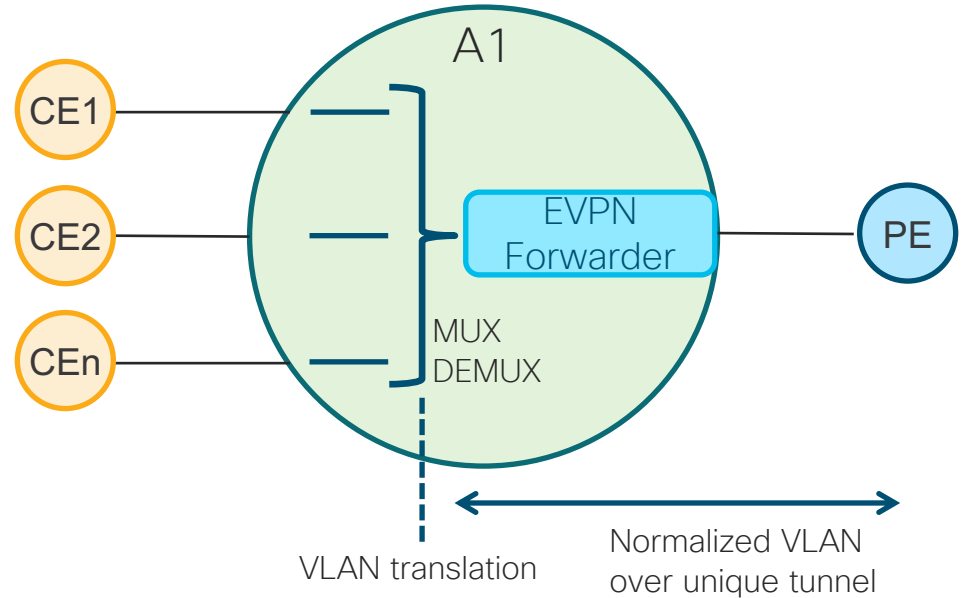 A1
CE1
CE2
CEn
EVPN
Forwarder
PE
MUX
DEMUX
VLAN translation
Normalized VLAN
over unique tunnel